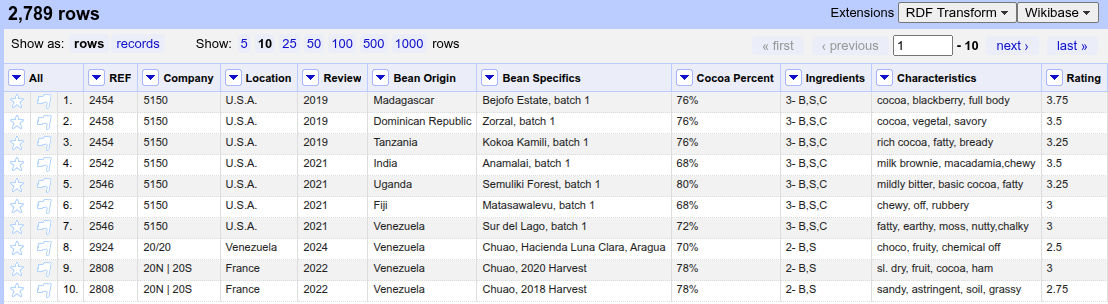 2,789 rows
Extensions RDF Transform Wikibase
Show as: rows records Show: 5 10 25 50 100 500 1000 rows « first ‹ previous 1 - 10 next › last »
All REF Company Location Review Bean Origin Bean Specifics Cocoa Percent Ingredients Characteristics Rating
1. 2454 5150 U.S.A. 2019 Madagascar Bejofo Estate, batch 1 76% 3- B,S,C cocoa, blackberry, full body 3.75
2. 2458 5150 U.S.A. 2019 Dominican Republic Zorzal, batch 1 76% 3- B,S,C cocoa, vegetal, savory 3.5
3. 2454 5150 U.S.A. 2019 Tanzania Kokoa Kamili, batch 1 76% 3- B,S,C rich cocoa, fatty, bready 3.25
4. 2542 5150 U.S.A. 2021 India Anamalai, batch 1 68% 3- B,S,C milk brownie, macadamia,chewy 3.5
5. 2546 5150 U.S.A. 2021 Uganda Semuliki Forest, batch 1 80% 3- B,S,C mildly bitter, basic cocoa, fatty 3.25
6. 2542 5150 U.S.A. 2021 Fiji Matasawalevu, batch 1 68% 3- B,S,C chewy, off, rubbery 3
7. 2546 5150 U.S.A. 2021 Venezuela Sur del Lago, batch 1 72% 3- B,S,C fatty, earthy, moss, nutty,chalky 3
8. 2924 20/20 Venezuela 2024 Venezuela Chuao, Hacienda Luna Clara, Aragua 70% 2- B,S choco, fruity, chemical off 2.5
9. 2808 20N | 20S France 2022 Venezuela Chuao, 2020 Harvest 78% 2- B,S sl. dry, fruit, cocoa, ham 3
10. 2808 20N | 20S France 2022 Venezuela Chuao, 2018 Harvest 78% 2- B,S sandy, astringent, soil, grassy 2.75